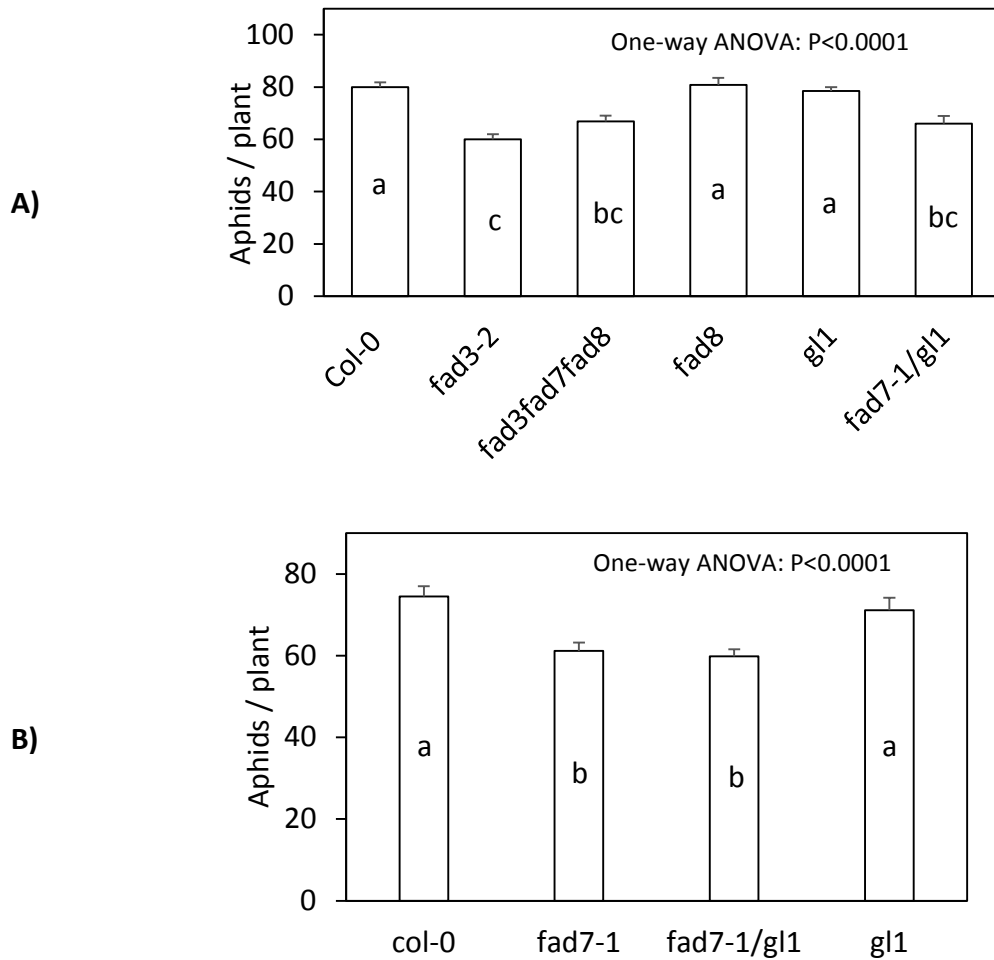 A)
Aphids / plant
100
80
60
40
20
0
One-way ANOVA: P<0.0001
a
c
bc
a
a
bc
Col-0
fad3-2
fad3fad7fad8
fad8
gl1
fad7-1/gl1
B)
Aphids / plant
80
60
40
20
0
One-way ANOVA: P<0.0001
a
b
b
a
col-0
fad7-1
fad7-1/gl1
gl1